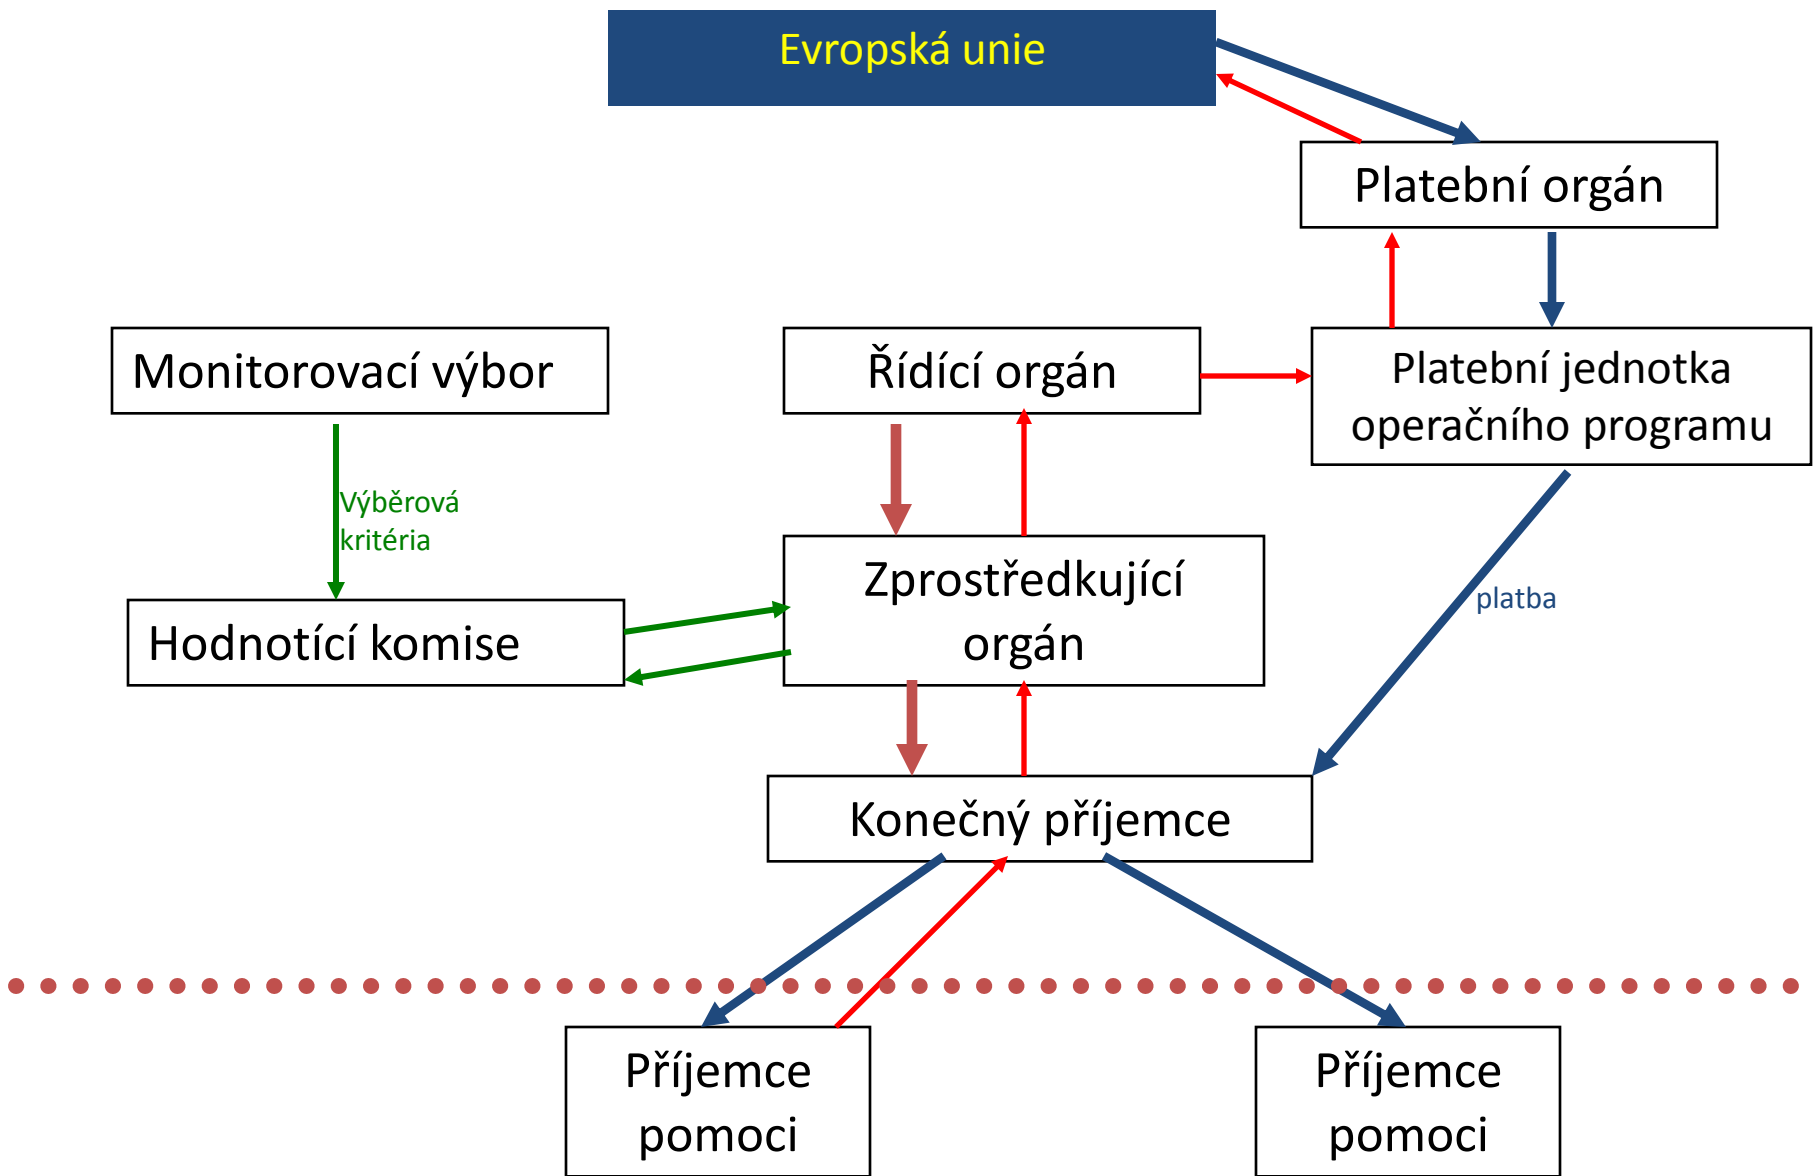 Evropská unie
Platební orgán
Monitorovací výbor
Řídící orgán
Platební jednotka
operačního programu
Výběrová
kritéria
Zprostředkující
orgán
platba
Hodnotící komise
Konečný příjemce
Příjemce
pomoci
Příjemce
pomoci